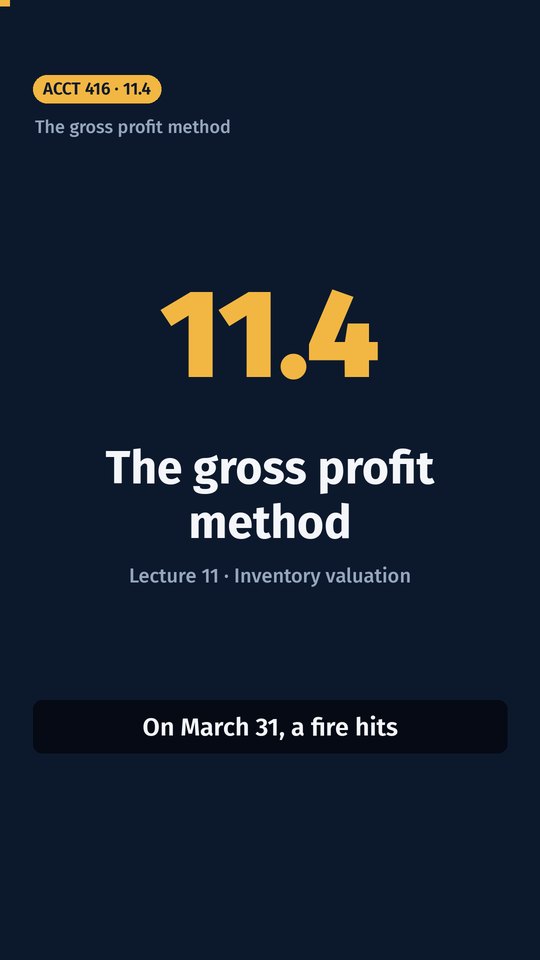 ACCT 416 · 11.4
The gross profit method
11.4
The gross profit
method
Lecture 11 · Inventory valuation
On March 31, a fire hits